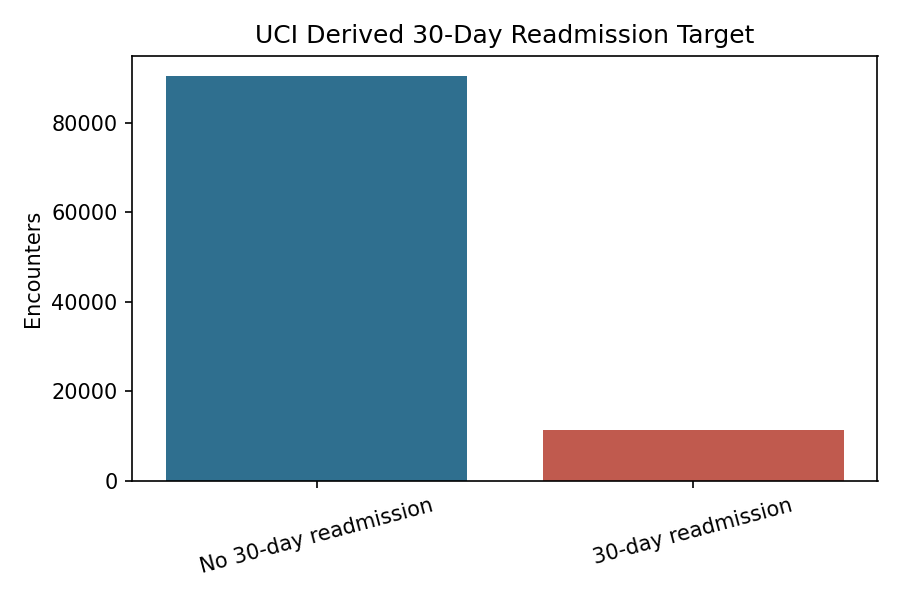 UCI Derived 30-Day Readmission Target
Encounters
80000
60000
40000
20000
0
No 30-day readmission
30-day readmission